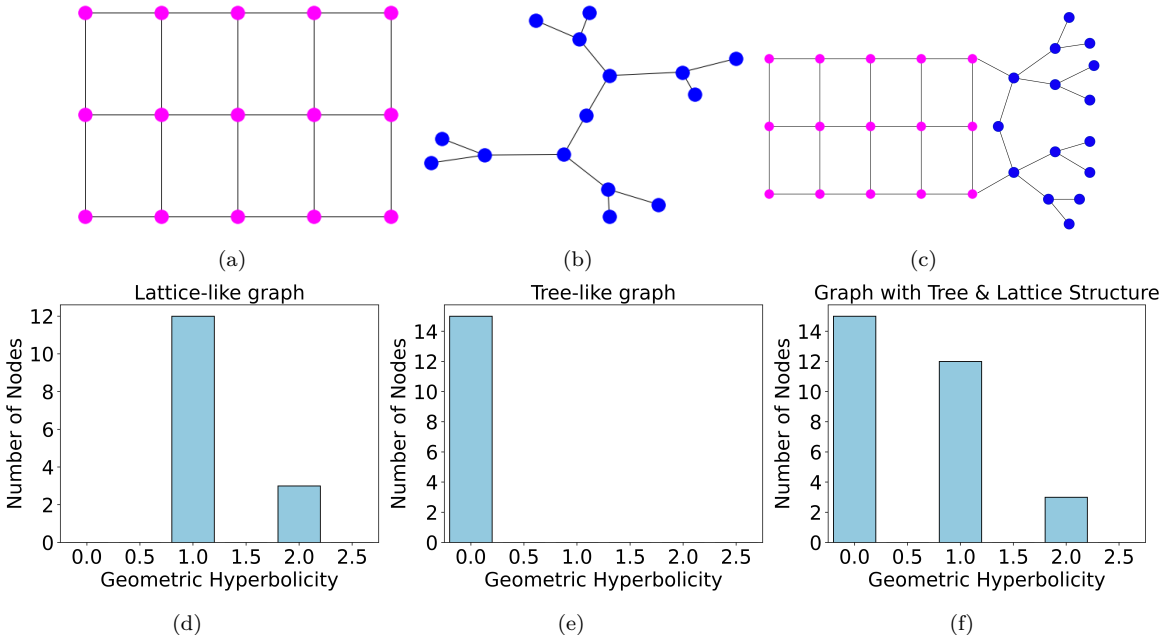 (a)
(b)
(c)
Lattice-like graph
12
10
8
6
4
2
0
Number of Nodes
0.0 0.5 1.0 1.5 2.0 2.5
Geometric Hyperbolicity
(d)
Tree-like graph
14
12
10
8
6
4
2
0
Number of Nodes
0.0 0.5 1.0 1.5 2.0 2.5
Geometric Hyperbolicity
(e)
Graph with Tree & Lattice Structure
14
12
10
8
6
4
2
0
Number of Nodes
0.0 0.5 1.0 1.5 2.0 2.5
Geometric Hyperbolicity
(f)